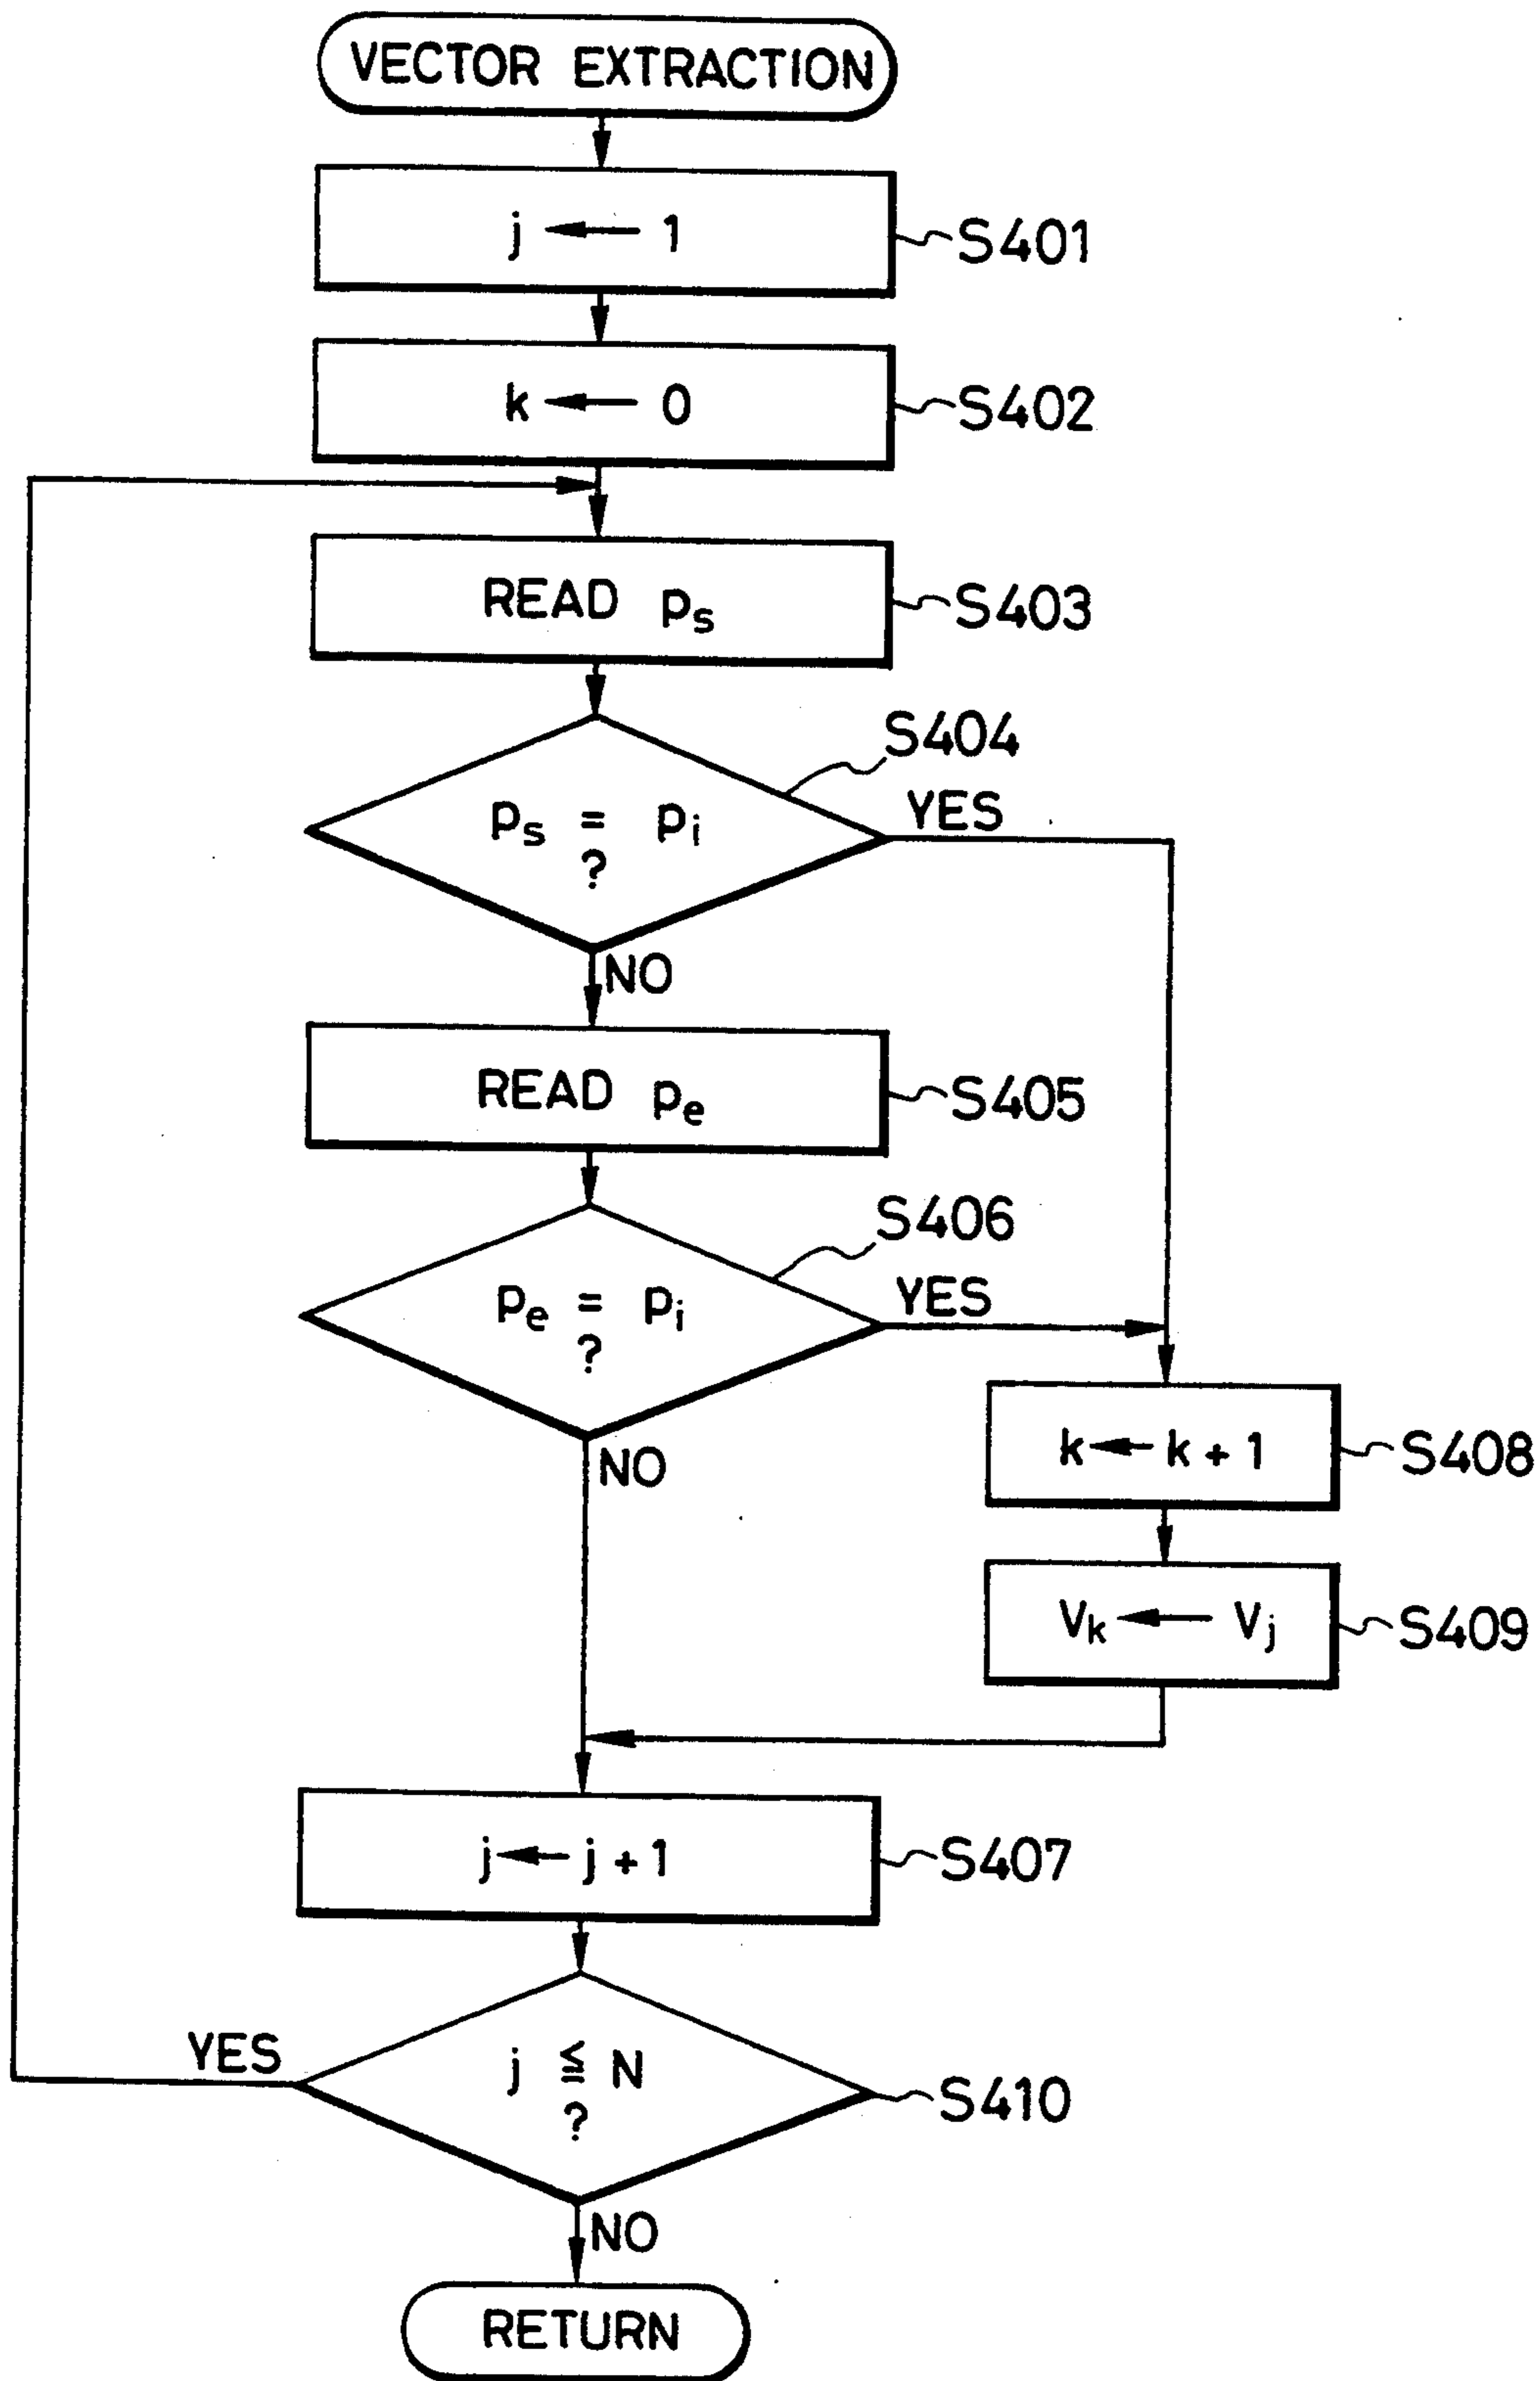 VECTOR EXTRACTION
j ← 1
S401
k ← 0
S402
READ pₛ
S403
S404
pₛ = pᵢ
?
YES
NO
READ pₑ
S405
S406
pₑ = pᵢ
?
YES
NO
k ← k + 1
S408
Vₖ ← Vⱼ
S409
j ← j + 1
S407
YES
j ≦ N
?
S410
NO
RETURN